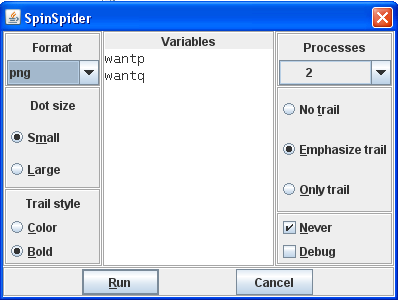 SpinSpider
Format
png
Dot size
Small
Large
Trail style
Color
Bold
Variables
wantp
wantq
Processes
2
No trail
Emphasize trail
Only trail
Never
Debug
Run
Cancel